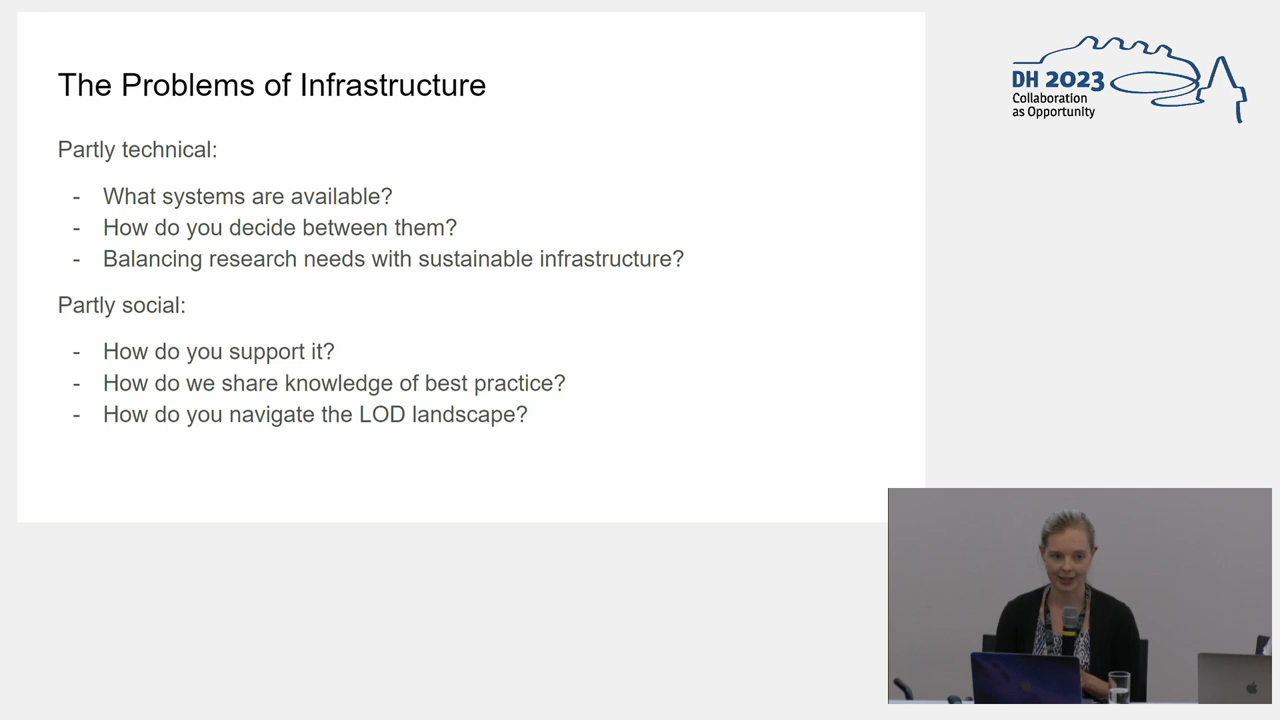 The Problems of Infrastructure
Partly technical:
- What systems are available?
- How do you decide between them?
- Balancing research needs with sustainable infrastructure?
Partly social:
- How do you support it?
- How do we share knowledge of best practice?
- How do you navigate the LOD landscape?
DH 2023
Collaboration
as Opportunity